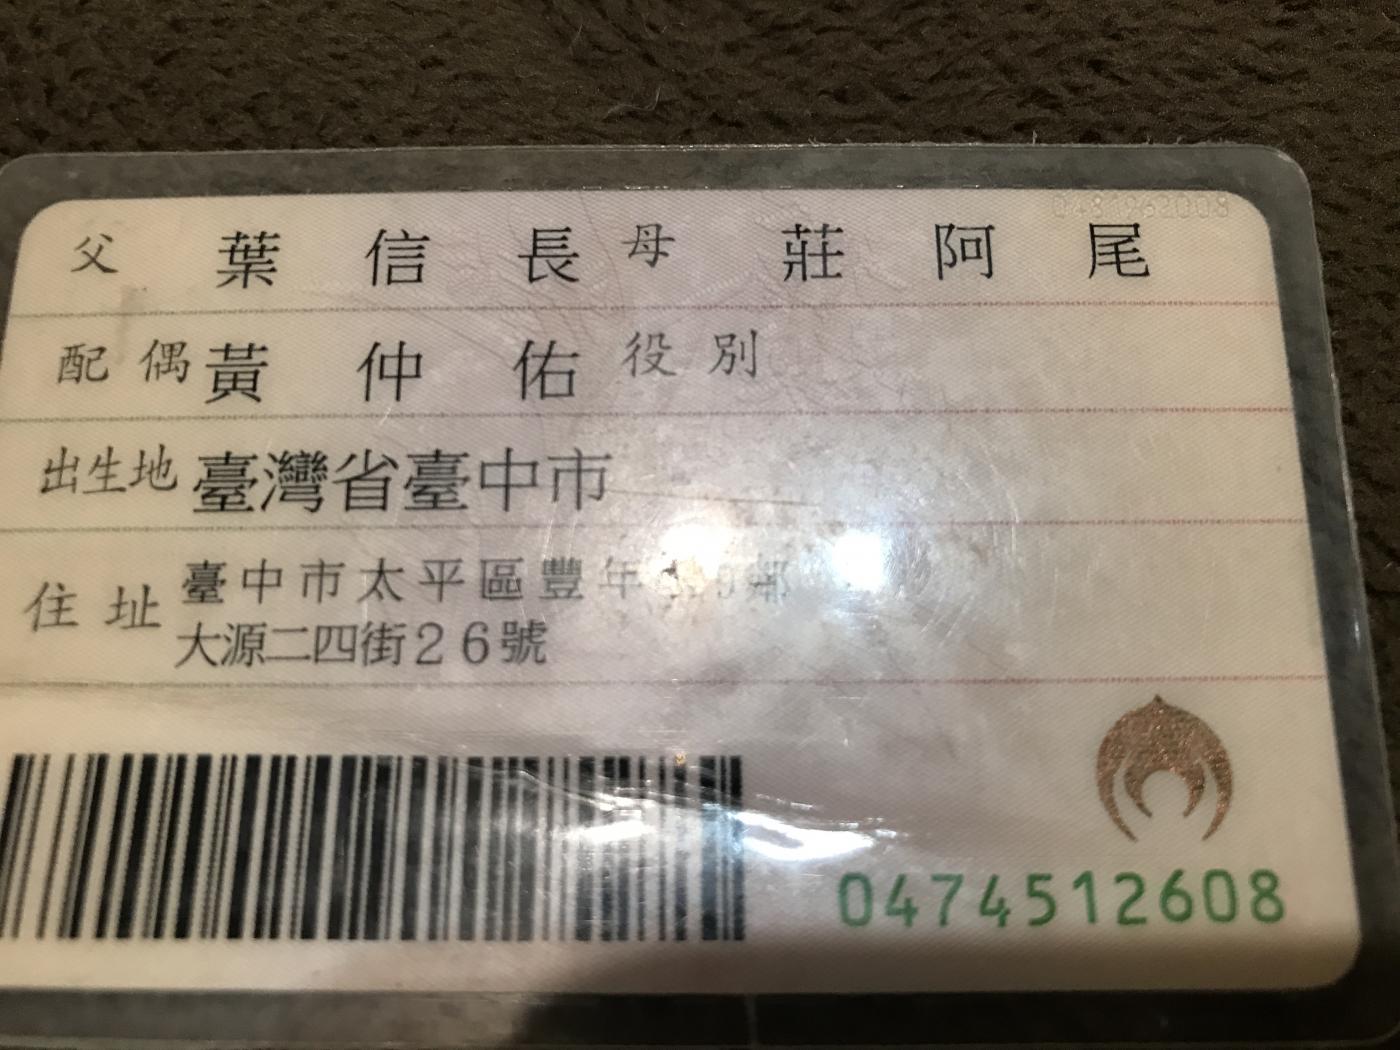 父 葉信長 母 莊阿尾
配偶 黃仲佑 役別
出生地 臺灣省臺中市
住址 臺中市太平區豐年
大源二四街26號
0474512608